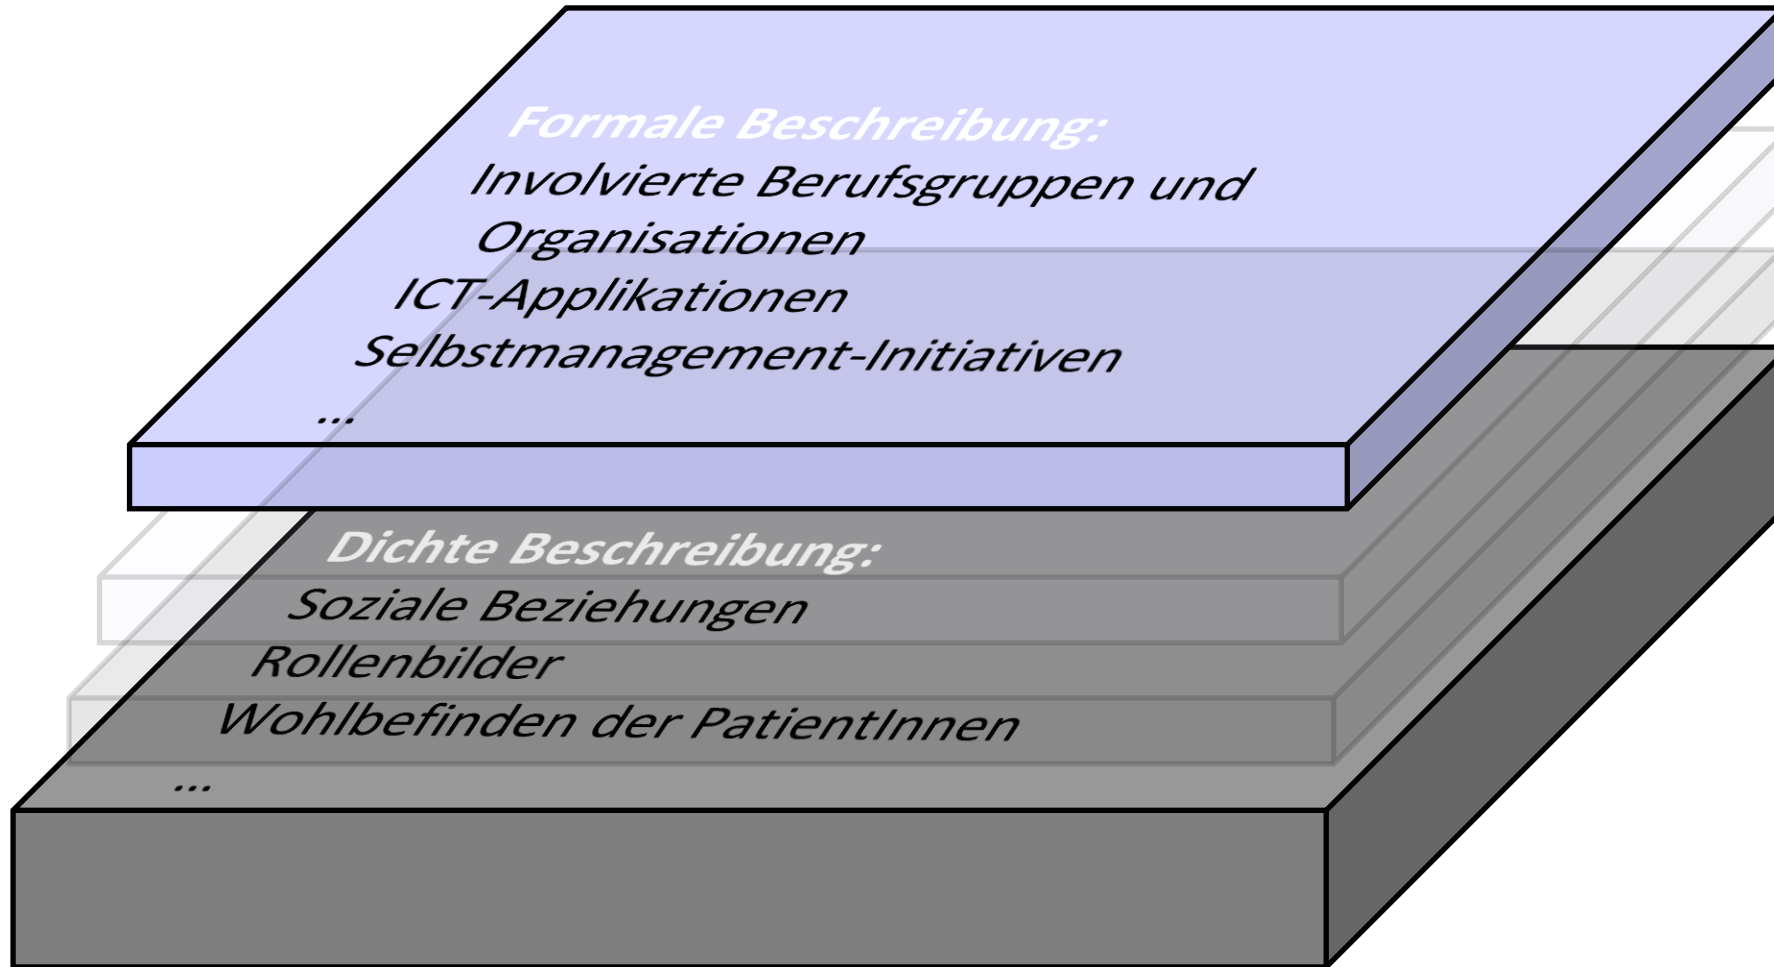 Formale Beschreibung:
Involvierte Berufsgruppen und
Organisationen
ICT-Applikationen
Selbstmanagement-Initiativen
...
Dichte Beschreibung:
Soziale Beziehungen
Rollenbilder
Wohlbefinden der PatientInnen
...